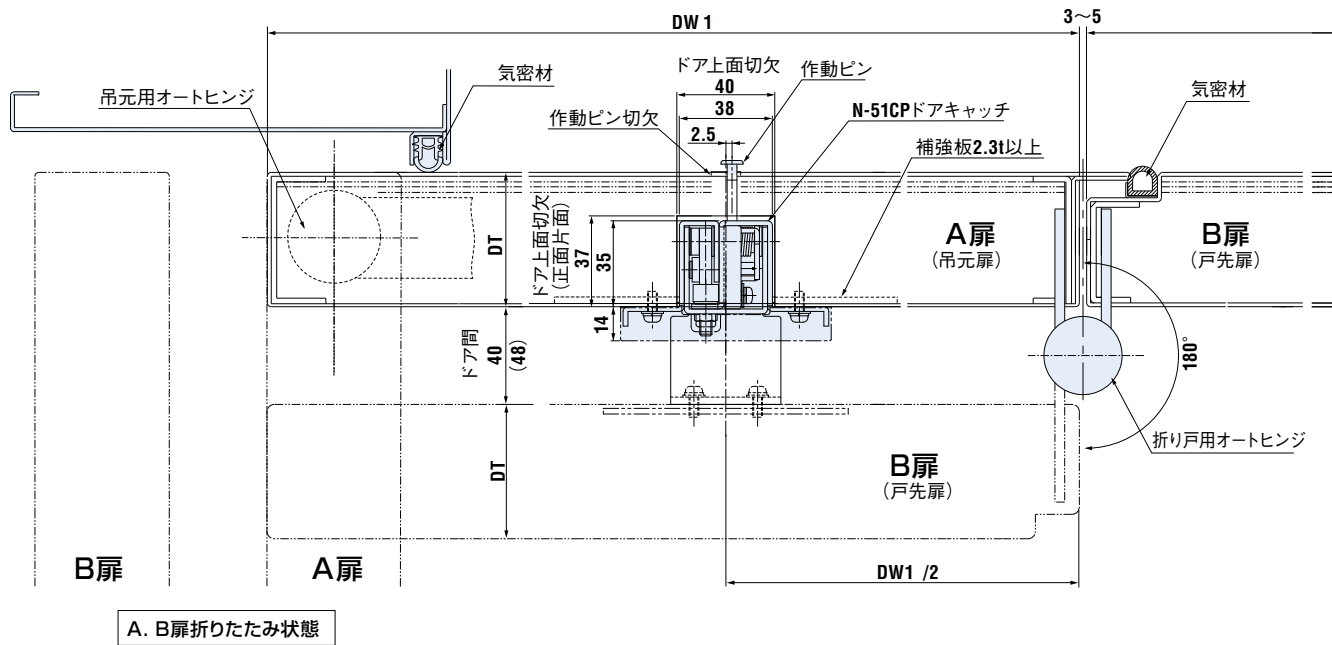 DW 1
3～5
気密材
ドア上面切欠
作動ピン
吊元用オートヒンジ
40
気密材
作動ピン切欠
38
N-51CPドアキャッチ
2.5
補強板2.3t以上
DT
ドア上面切欠
(正面片面)
37
35
A扉
(吊元扉)
B扉
(戸先扉)
14
ドア間
40
(48)
180°
折り戸用オートヒンジ
DT
B扉
(戸先扉)
B扉
A扉
DW1 /2
A. B扉折りたたみ状態